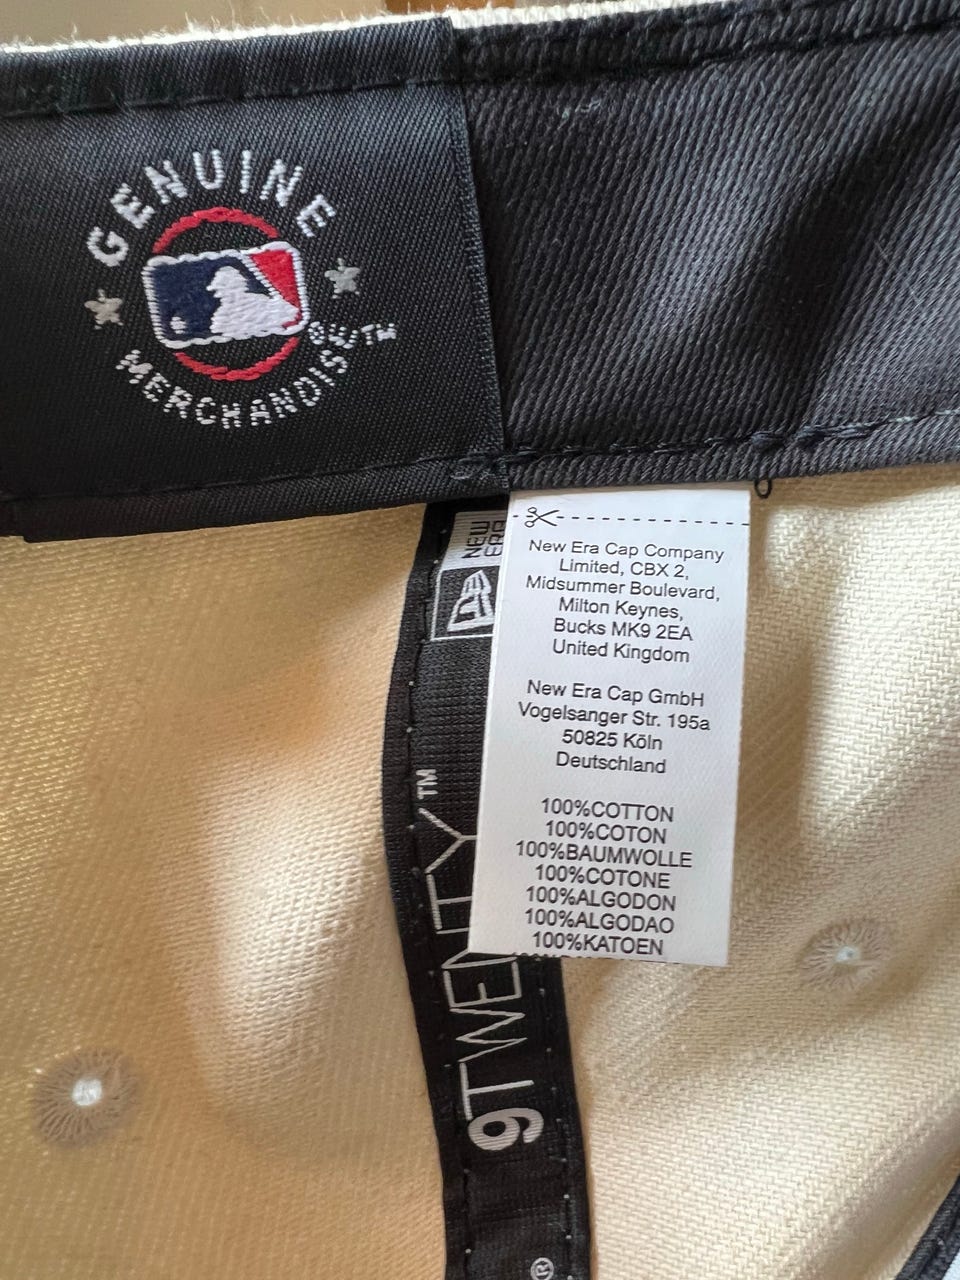 GENUINE
MERCHANDISE™
NEW
ERA
New Era Cap Company
Limited, CBX 2,
Midsummer Boulevard,
Milton Keynes,
Bucks MK9 2EA
United Kingdom
New Era Cap GmbH
Vogelsanger Str. 195a
50825 Köln
Deutschland
100%COTTON
100%COTON
100%BAUMWOLLE
100%COTONE
100%ALGODON
100%ALGODAO
100%KATOEN
9TWENTY™
®